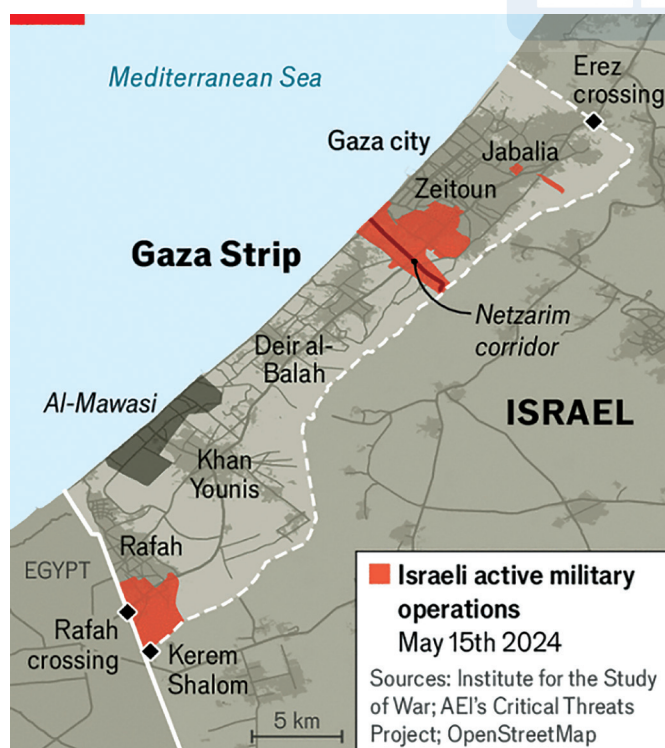 Mediterranean Sea
Erez
crossing
Gaza city
Jabalia
Zeitoun
Gaza Strip
Netzarim
corridor
Deir al-
Balah
Al-Mawasi
ISRAEL
Khan
Younis
Rafah
EGYPT
Rafah
crossing
Kerem
Shalom
5 km
Israeli active military
operations
May 15th 2024
Sources: Institute for the Study
of War; AEI's Critical Threats
Project; OpenStreetMap